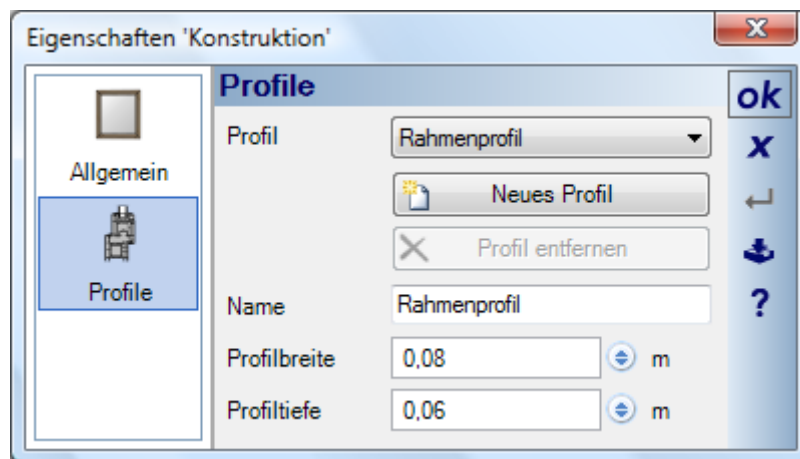 Eigenschaften 'Konstruktion'
Allgemein
Profile
Profile
Profil
Rahmenprofil
Neues Profil
Profil entfernen
Name
Rahmenprofil
Profilbreite
0,08
m
Profiltiefe
0,06
m
ok
x
?